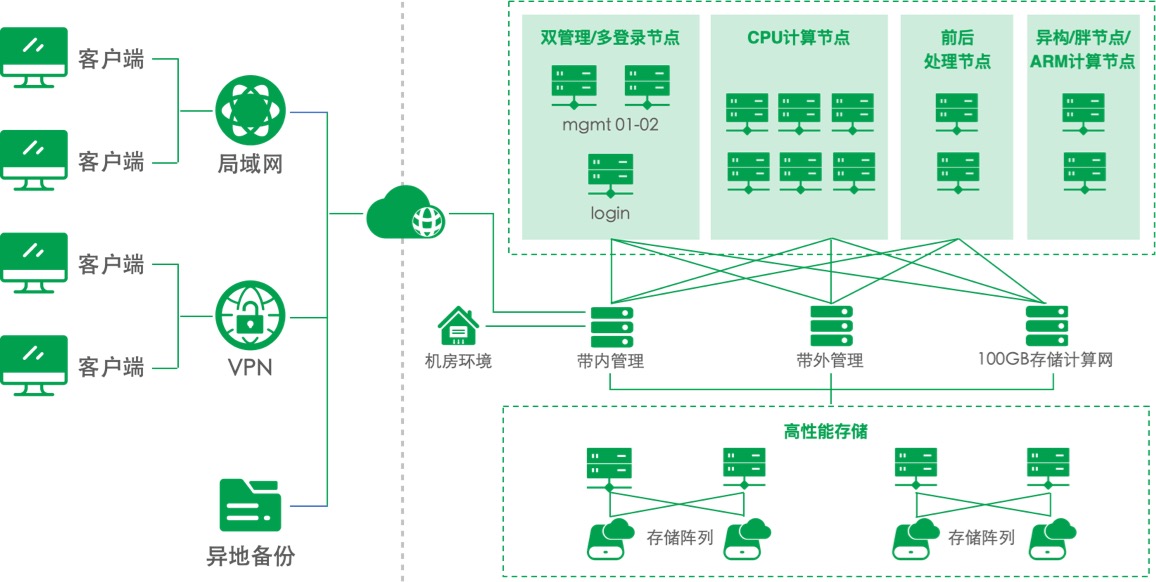 客户端
客户端
局域网
客户端
客户端
VPN
异地备份
双管理/多登录节点
mgmt 01-02
login
CPU计算节点
前后
处理节点
异构/胖节点/
ARM计算节点
机房环境
带内管理
带外管理
100GB存储计算网
高性能存储
存储阵列
存储阵列